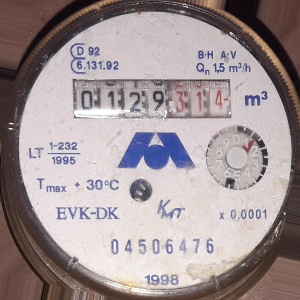 D 92
6.131.92
B·H A·V
Qn 1,5 m³/h
0129314 m³
LT 1-232
1995
Tmax + 30°C
EVK-DK
x 0,0001
04506476
1998